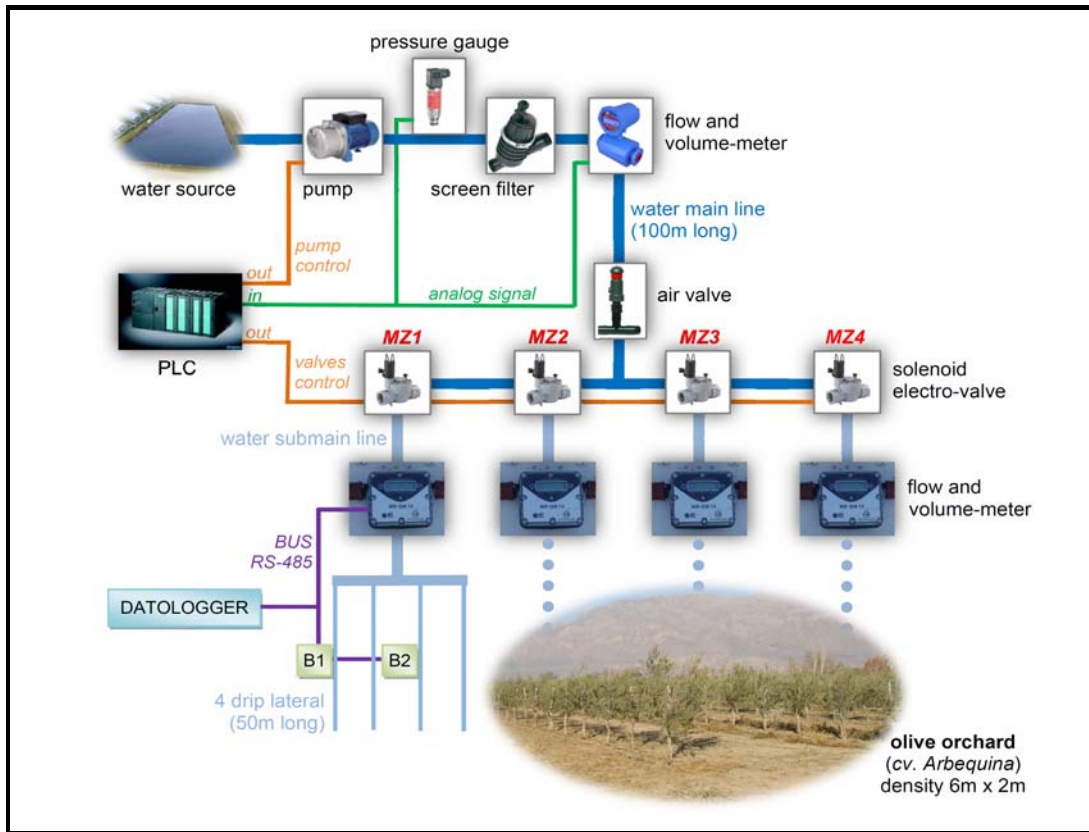 pressure gauge
flow and
volume-meter
water source
pump
screen filter
water main line
(100m long)
pump
control
out
in
analog signal
air valve
out
PLC
valves
control
MZ1
MZ2
MZ3
MZ4
solenoid
electro-valve
water submain line
flow and
volume-meter
BUS
RS-485
DATOLOGGER
B1
B2
4 drip lateral
(50m long)
olive orchard
(cv. Arbequina)
density 6m x 2m